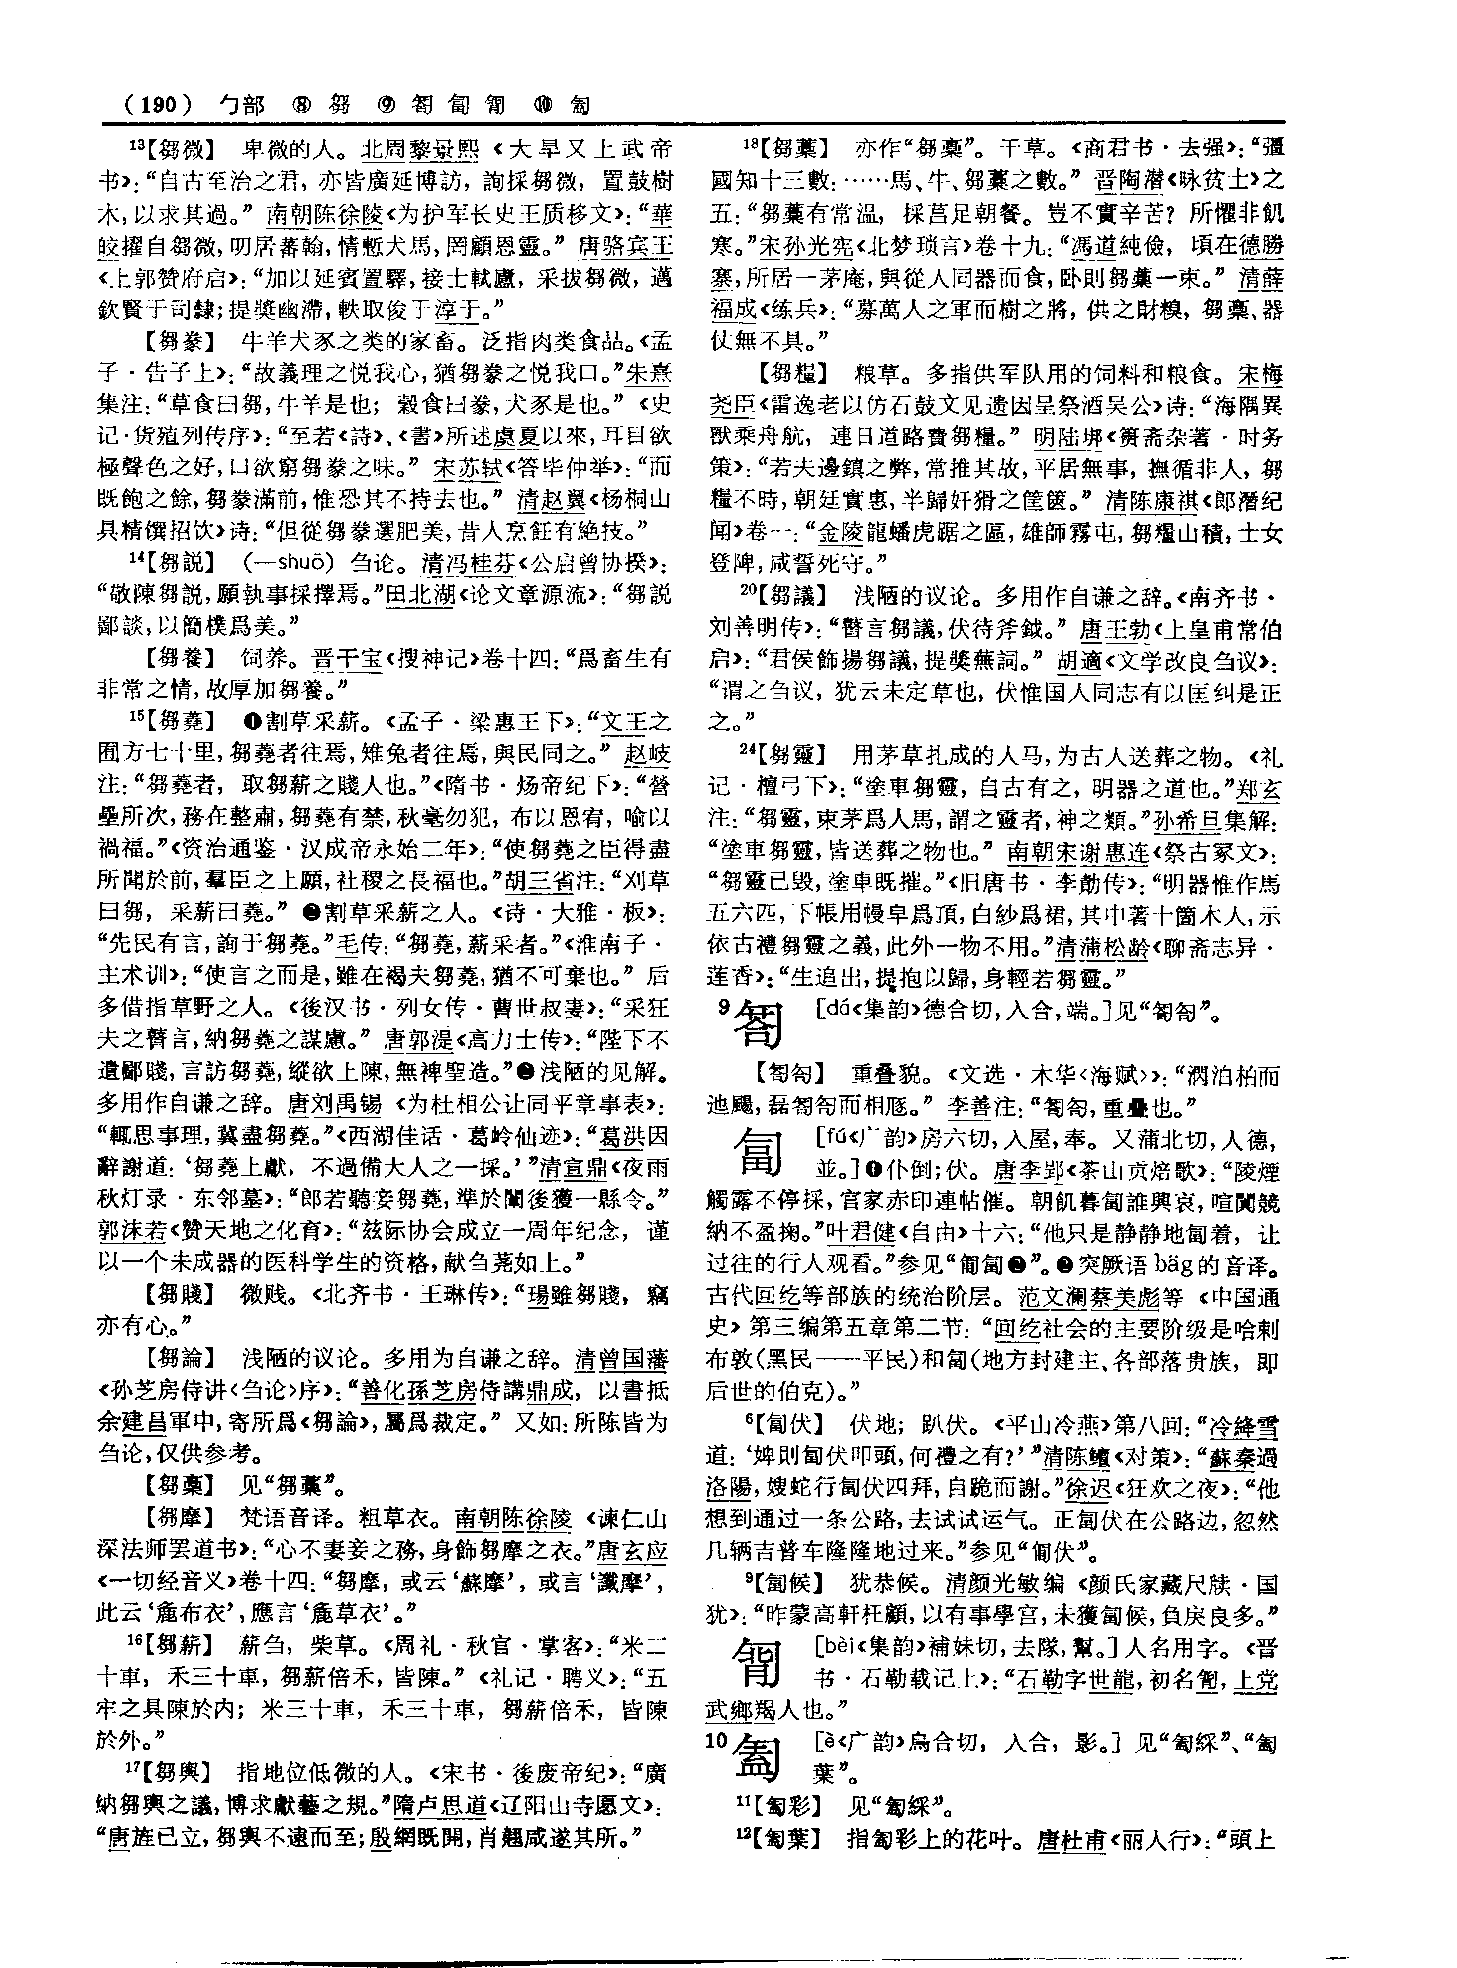 （190） 勹部 ⑧ 芻 ⑨ 匒 匐 㔨 ⑩ 匎
¹³【芻微】 卑微的人。北周黎景熙《大旱又上武帝
书》：“自古至治之君，亦皆廣延博訪，詢採芻微，置鼓樹
木，以求其過。”南朝陈徐陵《为护军长史王质移文》：“華
皎擢自芻微，叨居蕃翰，情慙犬馬，罔顧恩靈。”唐骆宾王
《上郭赞府启》：“加以延賓置驛，接士軾廬，采拔芻微，邁
欽賢于司隸；提奬幽滯，軼取俊于淳于。”
【芻豢】 牛羊犬豕之类的家畜。泛指肉类食品。《孟
子·告子上》：“故義理之悦我心，猶芻豢之悦我口。”朱熹
集注：“草食曰芻，牛羊是也；穀食曰豢，犬豕是也。”《史
记·货殖列传序》：“至若《詩》、《書》所述虞夏以來，耳目欲
極聲色之好，口欲窮芻豢之味。”宋苏轼《答毕仲举》：“而
既飽之餘，芻豢滿前，惟恐其不持去也。”清赵翼《杨桐山
具精馔招饮》诗：“但從芻豢選肥美，昔人烹飪有絶技。”
¹⁴【芻説】 （—shuō）刍论。清冯桂芬《公启曾协揆》：
“敬陳芻説，願執事採擇焉。”田北湖《论文章源流》：“芻説
鄙談，以簡樸爲美。”
【芻養】 饲养。晋干宝《搜神记》卷十四：“爲畜生有
非常之情，故厚加芻養。”
¹⁵【芻蕘】 ❶割草采薪。《孟子·梁惠王下》：“文王之
囿方七十里，芻蕘者往焉，雉兔者往焉，與民同之。”赵岐
注：“芻蕘者，取芻薪之賤人也。”《隋书·炀帝纪下》：“營
壘所次，務在整肅，芻蕘有禁，秋毫勿犯，布以恩宥，喻以
禍福。”《资治通鉴·汉成帝永始二年》：“使芻蕘之臣得盡
所聞於前，羣臣之上願，社稷之長福也。”胡三省注：“刈草
曰芻，采薪曰蕘。”❷割草采薪之人。《诗·大雅·板》：
“先民有言，詢于芻蕘。”毛传：“芻蕘，薪采者。”《淮南子·
主术训》：“使言之而是，雖在褐夫芻蕘，猶不可棄也。”后
多借指草野之人。《後汉书·列女传·曹世叔妻》：“采狂
夫之瞽言，納芻蕘之謀慮。”唐郭湜《高力士传》：“陛下不
遺鄙賤，言訪芻蕘，縱欲上陳，無裨聖造。”❸浅陋的见解。
多用作自谦之辞。唐刘禹锡《为杜相公让同平章事表》：
“輒思事理，冀盡芻蕘。”《西湖佳话·葛岭仙迹》：“葛洪因
辭謝道：‘芻蕘上獻，不過備大人之一採。’”清宣鼎《夜雨
秋灯录·东邻墓》：“郎若聽妾芻蕘，準於闈後獲一縣令。”
郭沫若《赞天地之化育》：“兹际协会成立一周年纪念，谨
以一个未成器的医科学生的资格，献刍荛如上。”
【芻賤】 微贱。《北齐书·王琳传》：“瑒雖芻賤，竊
亦有心。”
【芻論】 浅陋的议论。多用为自谦之辞。清曾国藩
《孙芝房侍讲〈刍论〉序》：“善化孫芝房侍講鼎成，以書抵
余建昌軍中，寄所爲《芻論》，屬爲裁定。”又如：所陈皆为
刍论，仅供参考。
【芻稾】 见“芻藁”。
【芻摩】 梵语音译。粗草衣。南朝陈徐陵《谏仁山
深法师罢道书》：“心不妻妾之務，身飾芻摩之衣。”唐玄应
《一切经音义》卷十四：“芻摩，或云‘蘇摩’，或言‘讖摩’，
此云‘麁布衣’，應言‘麁草衣’。”
¹⁶【芻薪】 薪刍，柴草。《周礼·秋官·掌客》：“米二
十車，禾三十車，芻薪倍禾，皆陳。”《礼记·聘义》：“五
牢之具陳於内；米三十車，禾三十車，芻薪倍禾，皆陳
於外。”
¹⁷【芻輿】 指地位低微的人。《宋书·後废帝纪》：“廣
納芻輿之議，博求獻藝之規。”隋卢思道《辽阳山寺愿文》：
“唐旌已立，芻輿不遠而至；殷網既開，肖翹咸遂其所。”
¹⁸【芻藁】 亦作“芻稾”。干草。《商君书·去强》：“彊
國知十三數：……馬、牛、芻藁之數。”晋陶潜《咏贫士》之
五：“芻藁有常温，採莒足朝餐。豈不實辛苦？所懼非飢
寒。”宋孙光宪《北梦琐言》卷十九：“馮道純儉，頃在德勝
寨，所居一茅庵，與從人同器而食，卧則芻藁一束。”清薛
福成《练兵》：“募萬人之軍而樹之將，供之財糗，芻稾、器
仗無不具。”
【芻糧】 粮草。多指供军队用的饲料和粮食。宋梅
尧臣《雷逸老以仿石鼓文见遗因呈祭酒吴公》诗：“海隅異
獸乘舟航，連日道路費芻糧。”明陆垹《篑斋杂著·时务
策》：“若夫邊鎮之弊，常推其故，平居無事，撫循非人，芻
糧不時，朝廷實惠，半歸奸猾之筐篋。”清陈康祺《郎潜纪
闻》卷一：“金陵龍蟠虎踞之區，雄師霧屯，芻糧山積，士女
登陴，咸誓死守。”
²⁰【芻議】 浅陋的议论。多用作自谦之辞。《南齐书·
刘善明传》：“瞽言芻議，伏待斧鉞。”唐王勃《上皇甫常伯
启》：“君侯飾揚芻議，提奬蕪詞。”胡適《文学改良刍议》：
“谓之刍议，犹云未定草也，伏惟国人同志有以匡纠是正
之。”
²⁴【芻靈】 用茅草扎成的人马，为古人送葬之物。《礼
记·檀弓下》：“塗車芻靈，自古有之，明器之道也。”郑玄
注：“芻靈，束茅爲人馬，謂之靈者，神之類。”孙希旦集解：
“塗車芻靈，皆送葬之物也。”南朝宋谢惠连《祭古冢文》：
“芻靈已毁，塗車既摧。”《旧唐书·李勣传》：“明器惟作馬
五六匹，下帳用幔皁爲頂，白紗爲裙，其中著十箇木人，示
依古禮芻靈之義，此外一物不用。”清蒲松龄《聊斋志异·
莲香》：“生追出，提抱以歸，身輕若芻靈。”
9 匒 ［dá《集韵》德合切，入合，端。］见“匒匌”。
【匒匌】 重叠貌。《文选·木华〈海赋〉》：“㴉泊柏而
迆颺，磊匒匌而相豗。”李善注：“匒匌，重疊也。”
匐 ［fú《广韵》房六切，入屋，奉。又蒲北切，入德，
並。］❶仆倒；伏。唐李郢《茶山贡焙歌》：“陵煙
觸露不停採，官家赤印連帖催。朝飢暮匐誰興哀，喧闐競
納不盈掬。”叶君健《自由》十六：“他只是静静地匐着，让
过往的行人观看。”参见“匍匐❷”。❷突厥语bäg的音译。
古代回纥等部族的统治阶层。范文澜蔡美彪等《中国通
史》第三编第五章第二节：“回纥社会的主要阶级是哈剌
布敦（黑民——平民）和匐（地方封建主、各部落贵族，即
后世的伯克）。”
⁶【匐伏】 伏地；趴伏。《平山冷燕》第八回：“冷絳雪
道：‘婢則匐伏叩頭，何禮之有？’”清陈鳣《对策》：“蘇秦過
洛陽，嫂蛇行匐伏四拜，自跪而謝。”徐迟《狂欢之夜》：“他
想到通过一条公路，去试试运气。正匐伏在公路边，忽然
几辆吉普车隆隆地过来。”参见“匍伏”。
⁹【匐候】 犹恭候。清颜光敏编《颜氏家藏尺牍·国
犹》：“昨蒙高軒枉顧，以有事學宫，未獲匐候，負戾良多。”
㔨 ［bèi《集韵》補妹切，去隊，幫。］人名用字。《晋
书·石勒载记上》：“石勒字世龍，初名㔨，上党
武鄉羯人也。”
10 匎 ［è《广韵》烏合切，入合，影。］见“匎綵”、“匎
葉”。
¹¹【匎彩】 见“匎綵”。
¹²【匎葉】 指匎彩上的花叶。唐杜甫《丽人行》：“頭上